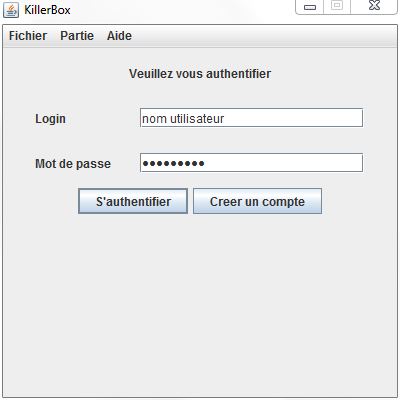 KillerBox
Fichier Partie Aide
Veuillez vous authentifier
Login nom utilisateur
Mot de passe •••••••••
S'authentifier Creer un compte